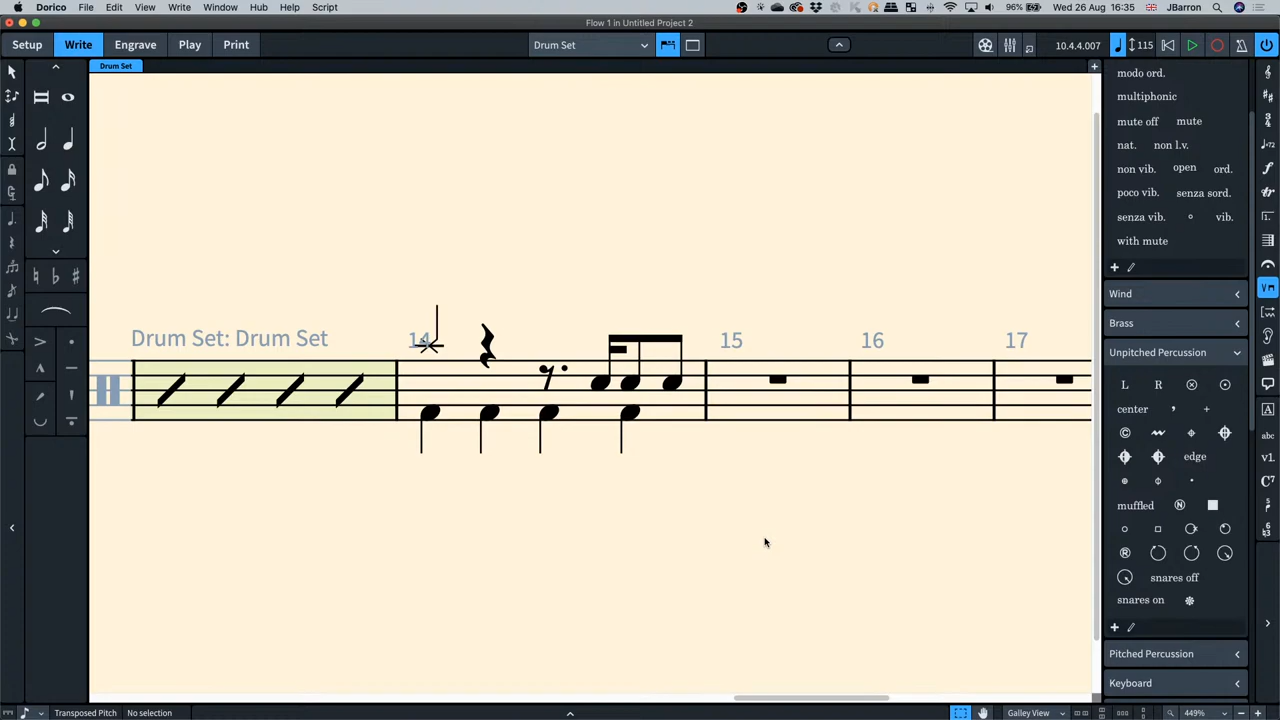 Dorico File Edit View Write Window Hub Help Script 96% Wed 26 Aug 16:35 JBarron
Flow 1 in Untitled Project 2
Setup Write Engrave Play Print Drum Set 10.4.4.007 115
Drum Set
modo ord.
multiphonic
mute off mute
nat. non l.v.
non vib. open ord.
poco vib. senza sord.
senza vib. vib.
with mute
Wind
Brass
Drum Set: Drum Set 14 15 16 17
Unpitched Percussion
L R
center
edge
muffled N
R
snares off
snares on
Pitched Percussion
Keyboard
abc
v1.
C7
Transposed Pitch No selection Galley View 449%